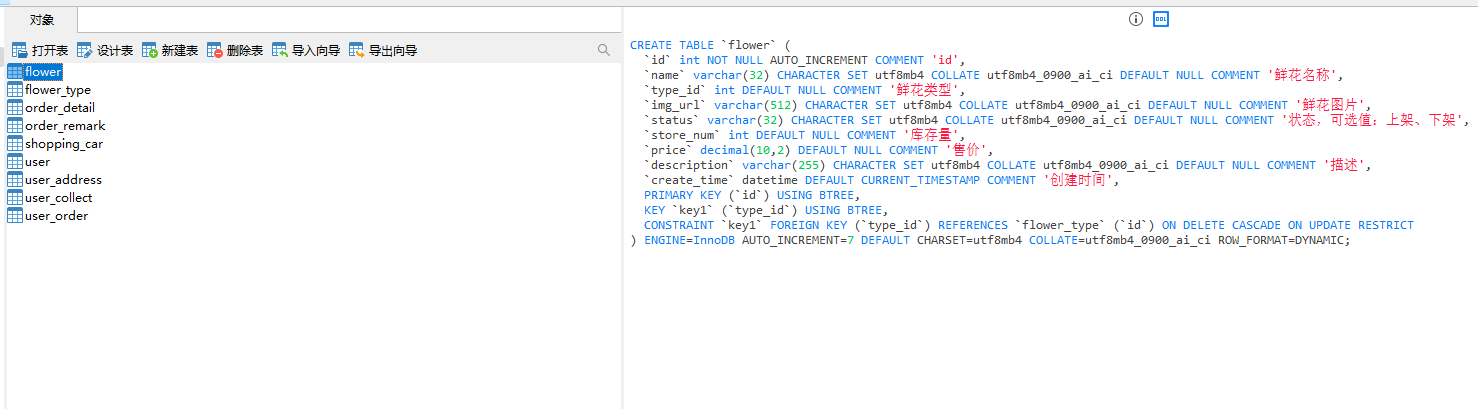 对象
打开表 设计表 新建表 删除表 导入向导 导出向导
flower
flower_type
order_detail
order_remark
shopping_car
user
user_address
user_collect
user_order
DDL
CREATE TABLE `flower` (
  `id` int NOT NULL AUTO_INCREMENT COMMENT 'id',
  `name` varchar(32) CHARACTER SET utf8mb4 COLLATE utf8mb4_0900_ai_ci DEFAULT NULL COMMENT '鲜花名称',
  `type_id` int DEFAULT NULL COMMENT '鲜花类型',
  `img_url` varchar(512) CHARACTER SET utf8mb4 COLLATE utf8mb4_0900_ai_ci DEFAULT NULL COMMENT '鲜花图片',
  `status` varchar(32) CHARACTER SET utf8mb4 COLLATE utf8mb4_0900_ai_ci DEFAULT NULL COMMENT '状态，可选值：上架、下架',
  `store_num` int DEFAULT NULL COMMENT '库存量',
  `price` decimal(10,2) DEFAULT NULL COMMENT '售价',
  `description` varchar(255) CHARACTER SET utf8mb4 COLLATE utf8mb4_0900_ai_ci DEFAULT NULL COMMENT '描述',
  `create_time` datetime DEFAULT CURRENT_TIMESTAMP COMMENT '创建时间',
  PRIMARY KEY (`id`) USING BTREE,
  KEY `key1` (`type_id`) USING BTREE,
  CONSTRAINT `key1` FOREIGN KEY (`type_id`) REFERENCES `flower_type` (`id`) ON DELETE CASCADE ON UPDATE RESTRICT
) ENGINE=InnoDB AUTO_INCREMENT=7 DEFAULT CHARSET=utf8mb4 COLLATE=utf8mb4_0900_ai_ci ROW_FORMAT=DYNAMIC;